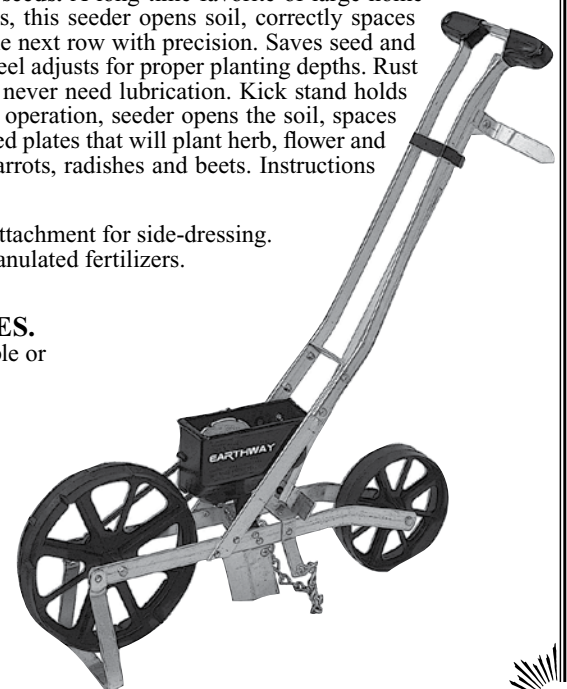 seeds. A long time favorite of large home
s, this seeder opens soil, correctly spaces
e next row with precision. Saves seed and
eel adjusts for proper planting depths. Rust
never need lubrication. Kick stand holds
operation, seeder opens the soil, spaces
ed plates that will plant herb, flower and
arrots, radishes and beets. Instructions
ttachment for side-dressing.
anulated fertilizers.
ES.
le or
EARTHWAY